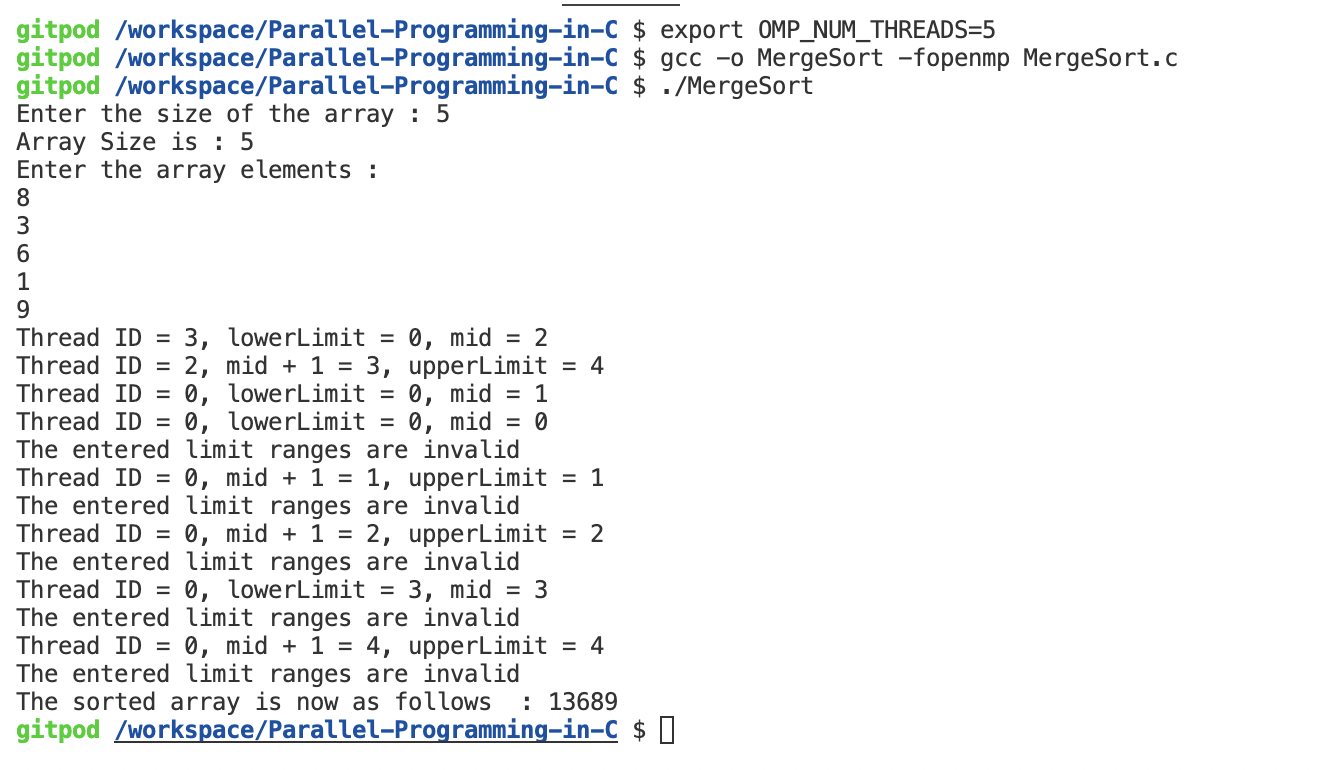 gitpod /workspace/Parallel-Programming-in-C $ export OMP_NUM_THREADS=5
gitpod /workspace/Parallel-Programming-in-C $ gcc -o MergeSort -fopenmp MergeSort.c
gitpod /workspace/Parallel-Programming-in-C $ ./MergeSort
Enter the size of the array : 5
Array Size is : 5
Enter the array elements :
8
3
6
1
9
Thread ID = 3, lowerLimit = 0, mid = 2
Thread ID = 2, mid + 1 = 3, upperLimit = 4
Thread ID = 0, lowerLimit = 0, mid = 1
Thread ID = 0, lowerLimit = 0, mid = 0
The entered limit ranges are invalid
Thread ID = 0, mid + 1 = 1, upperLimit = 1
The entered limit ranges are invalid
Thread ID = 0, mid + 1 = 2, upperLimit = 2
The entered limit ranges are invalid
Thread ID = 0, lowerLimit = 3, mid = 3
The entered limit ranges are invalid
Thread ID = 0, mid + 1 = 4, upperLimit = 4
The entered limit ranges are invalid
The sorted array is now as follows  : 13689
gitpod /workspace/Parallel-Programming-in-C $